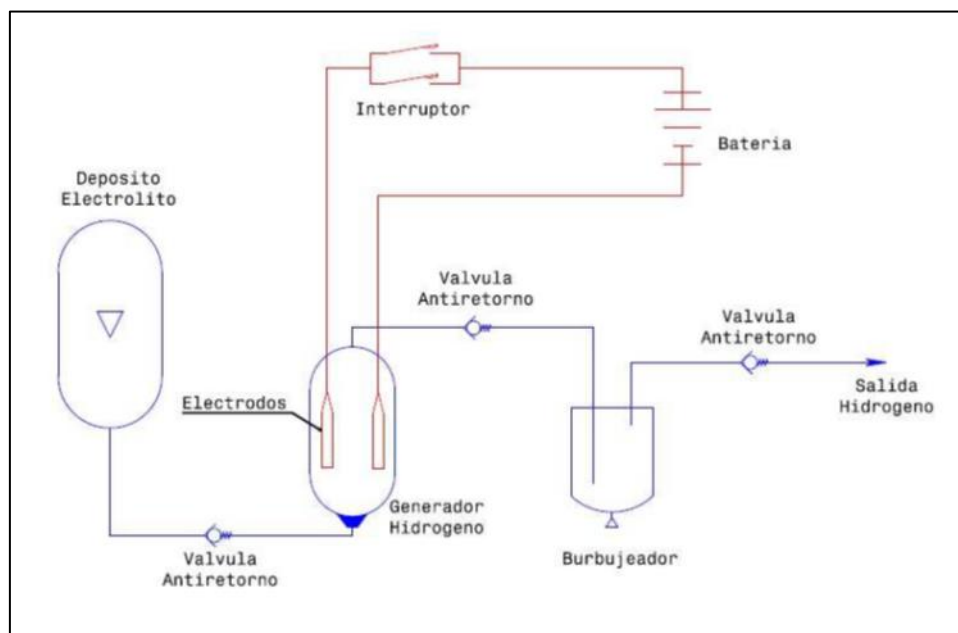 Interruptor
Bateria
Deposito
Electrolito
Valvula
Antiretorno
Valvula
Antiretorno
Electrodos
Salida
Hidrogeno
Generador
Hidrogeno
Valvula
Antiretorno
Burbujeador